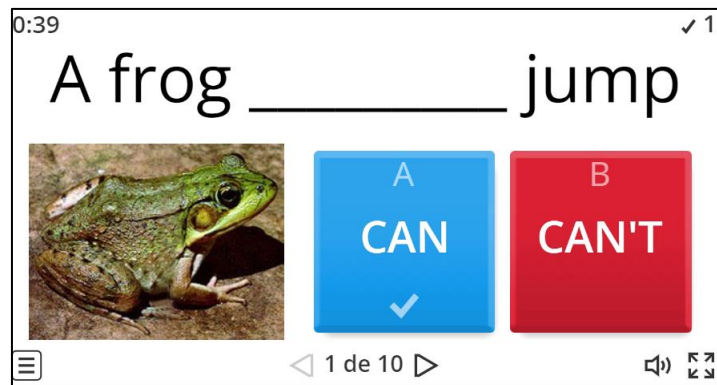 0:39
✓ 1
A frog ________ jump
A
CAN
B
CAN'T
1 de 10